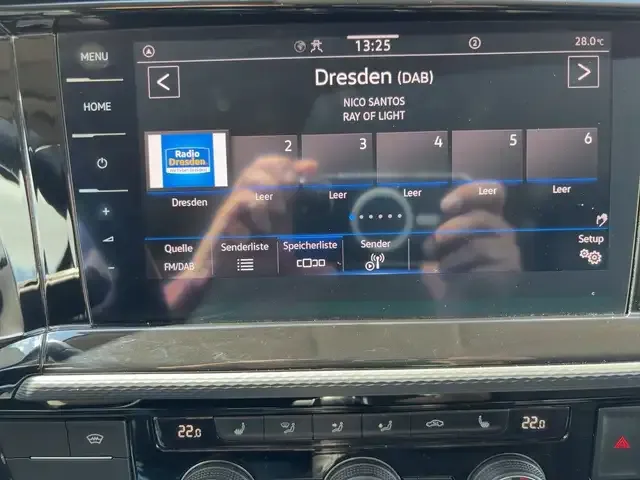 MENU
13:25
2
28.0°C
Dresden (DAB)
HOME
NICO SANTOS
RAY OF LIGHT
Radio
Dresden
2
3
4
5
6
Dresden
Leer
Leer
Leer
Leer
Leer
+
-
Quelle
FM/DAB
Senderliste
Speicherliste
Sender
Setup
22.0
22.0